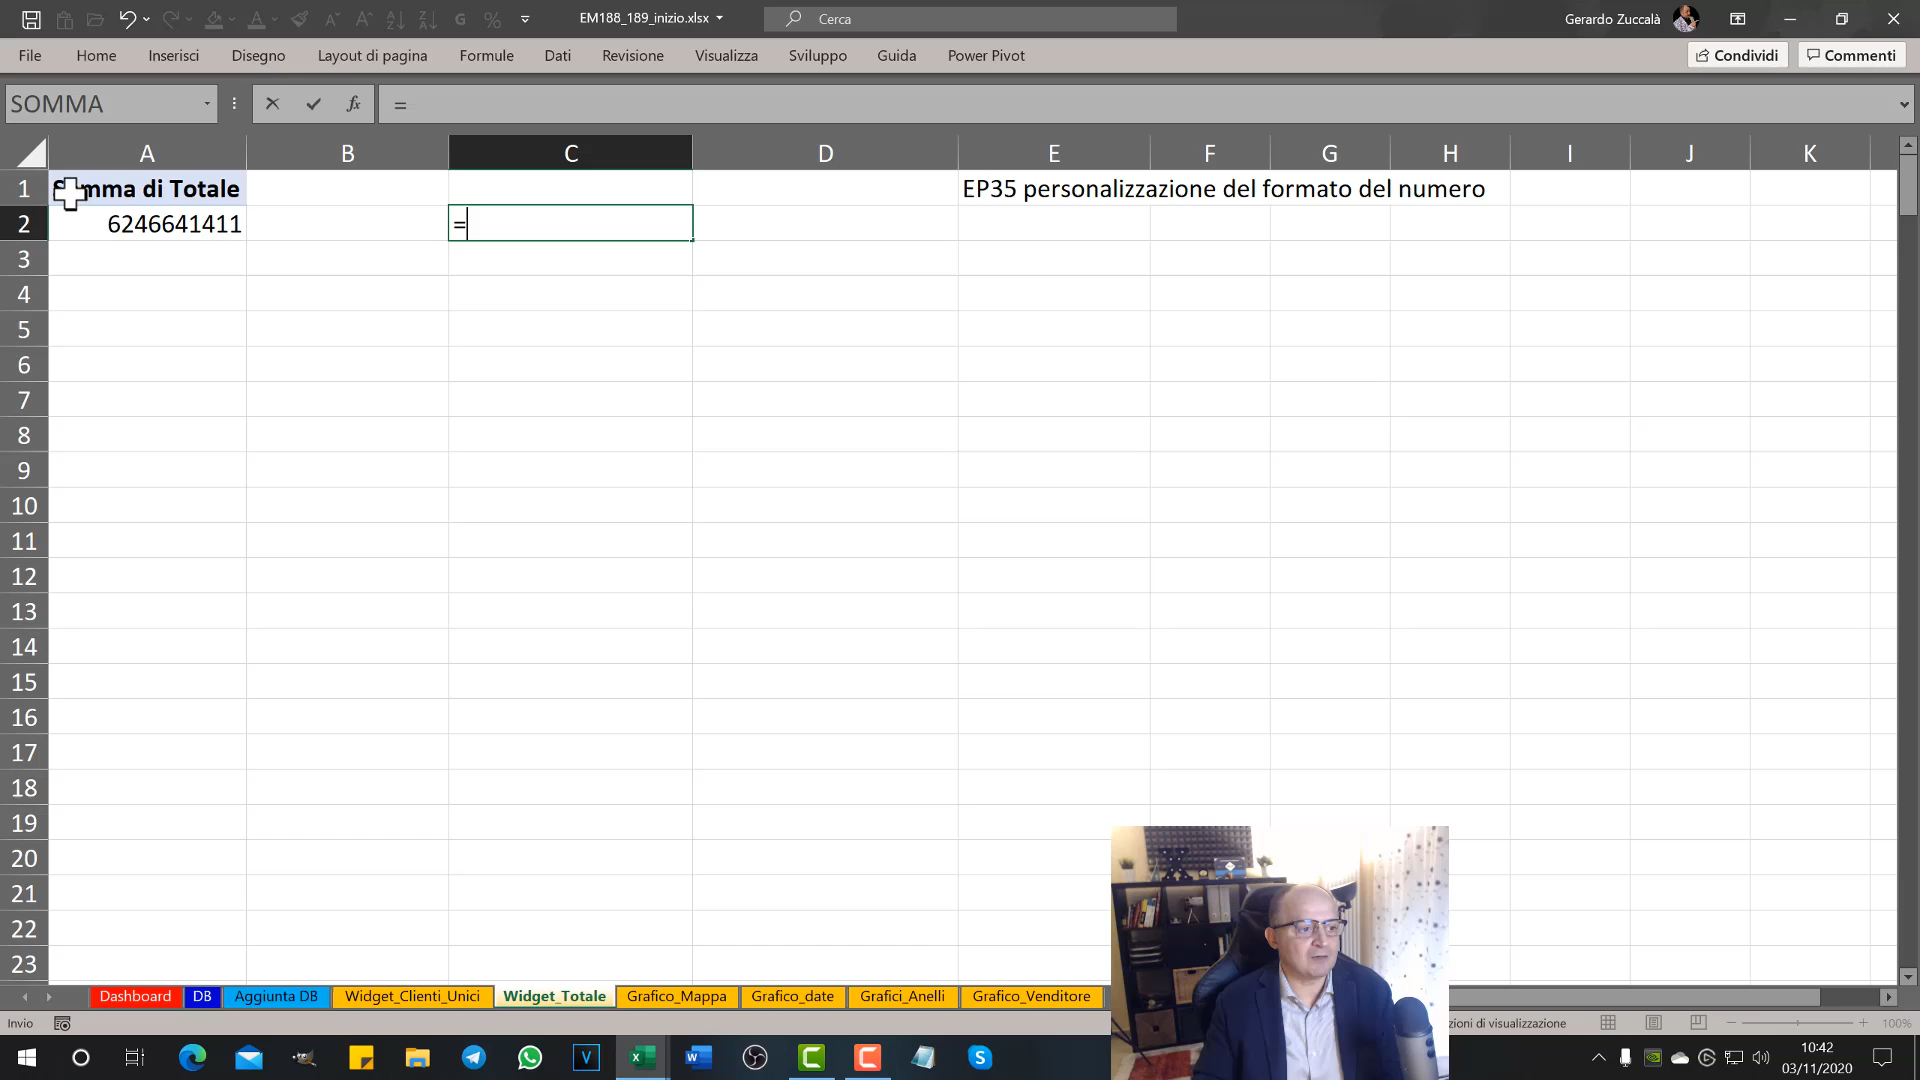 EM188_189_inizio.xlsx
Cerca
Gerardo Zuccalà
File Home Inserisci Disegno Layout di pagina Formule Dati Revisione Visualizza Sviluppo Guida Power Pivot Condividi Commenti
SOMMA fx =
A B C D E F G H I J K
1 Somma di Totale EP35 personalizzazione del formato del numero
2 6246641411 =
3
4
5
6
7
8
9
10
11
12
13
14
15
16
17
18
19
20
21
22
23
Dashboard DB Aggiunta DB Widget_Clienti_Unici Widget_Totale Grafico_Mappa Grafico_date Grafici_Anelli Grafico_Venditore
Invio zioni di visualizzazione 100%
10:42
03/11/2020